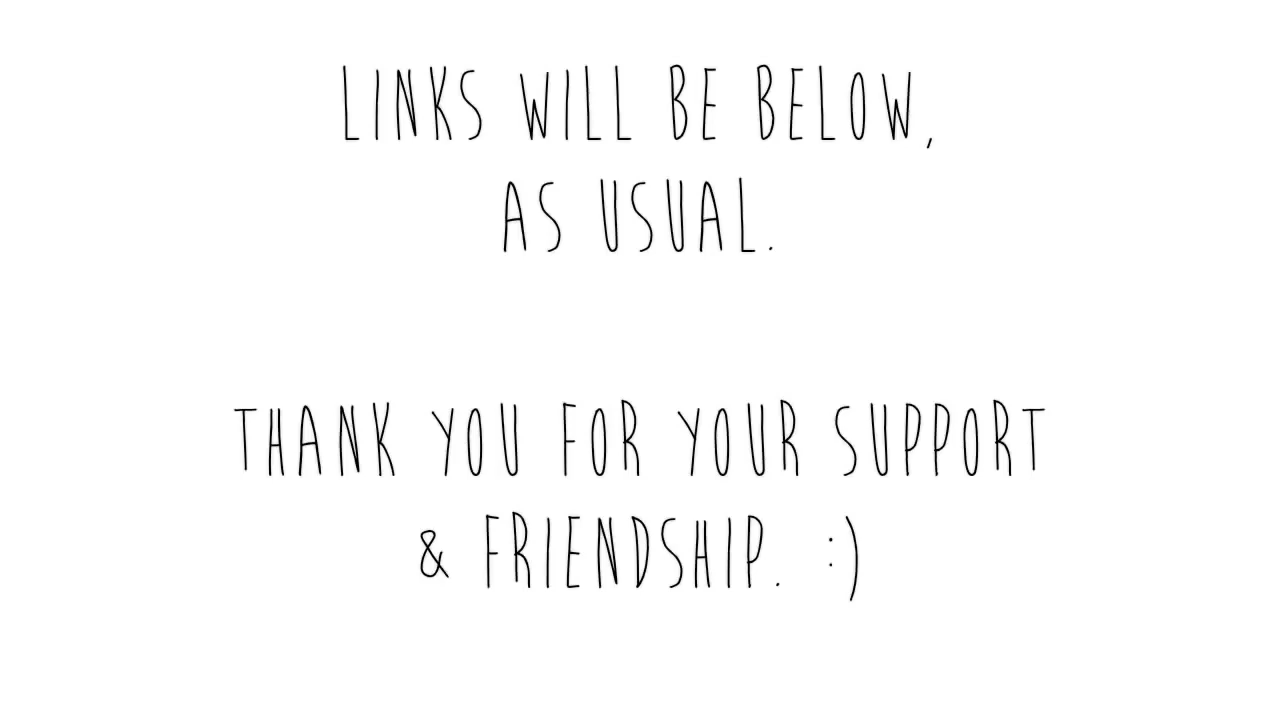 LINKS WILL BE BELOW,
AS USUAL.
THANK YOU FOR YOUR SUPPORT
& FRIENDSHIP. :)